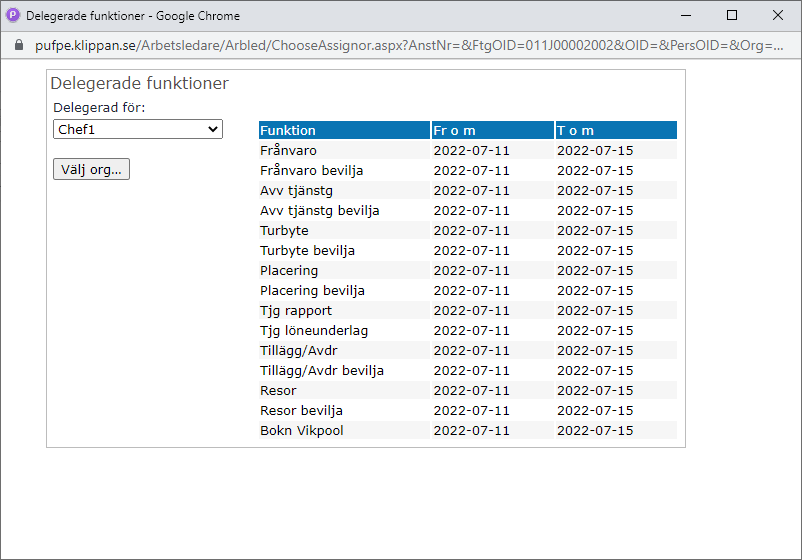 Delegerade funktioner - Google Chrome
pufpe.klippan.se/Arbetsledare/Arbled/ChooseAssignor.aspx?AnstNr=&FtgOID=011J00002002&OID=&PersOID=&Org=...
Delegerade funktioner
Delegerad för:
Chef1
Välj org...
Funktion Fr o m T o m
Frånvaro 2022-07-11 2022-07-15
Frånvaro bevilja 2022-07-11 2022-07-15
Avv tjänstg 2022-07-11 2022-07-15
Avv tjänstg bevilja 2022-07-11 2022-07-15
Turbyte 2022-07-11 2022-07-15
Turbyte bevilja 2022-07-11 2022-07-15
Placering 2022-07-11 2022-07-15
Placering bevilja 2022-07-11 2022-07-15
Tjg rapport 2022-07-11 2022-07-15
Tjg löneunderlag 2022-07-11 2022-07-15
Tillägg/Avdr 2022-07-11 2022-07-15
Tillägg/Avdr bevilja 2022-07-11 2022-07-15
Resor 2022-07-11 2022-07-15
Resor bevilja 2022-07-11 2022-07-15
Bokn Vikpool 2022-07-11 2022-07-15